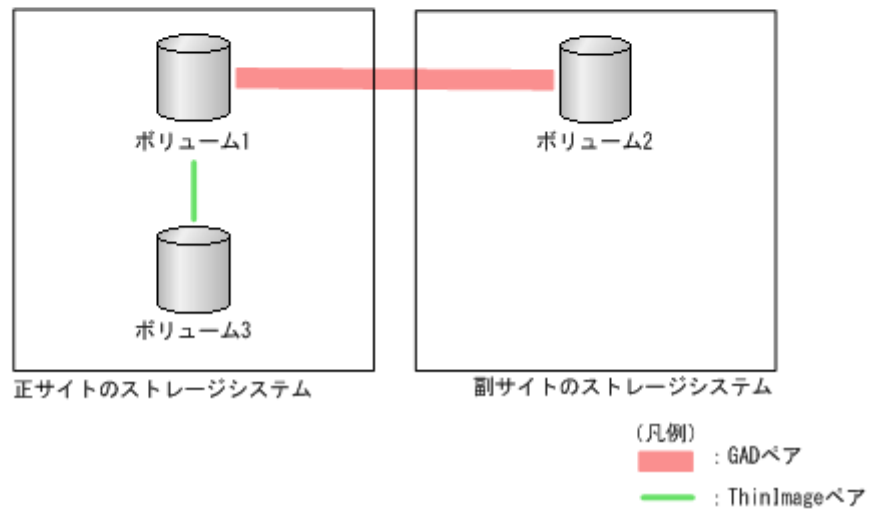 ボリューム1
ボリューム2
ボリューム3
正サイトのストレージシステム
副サイトのストレージシステム
(凡例)
: GADペア
: ThinImageペア